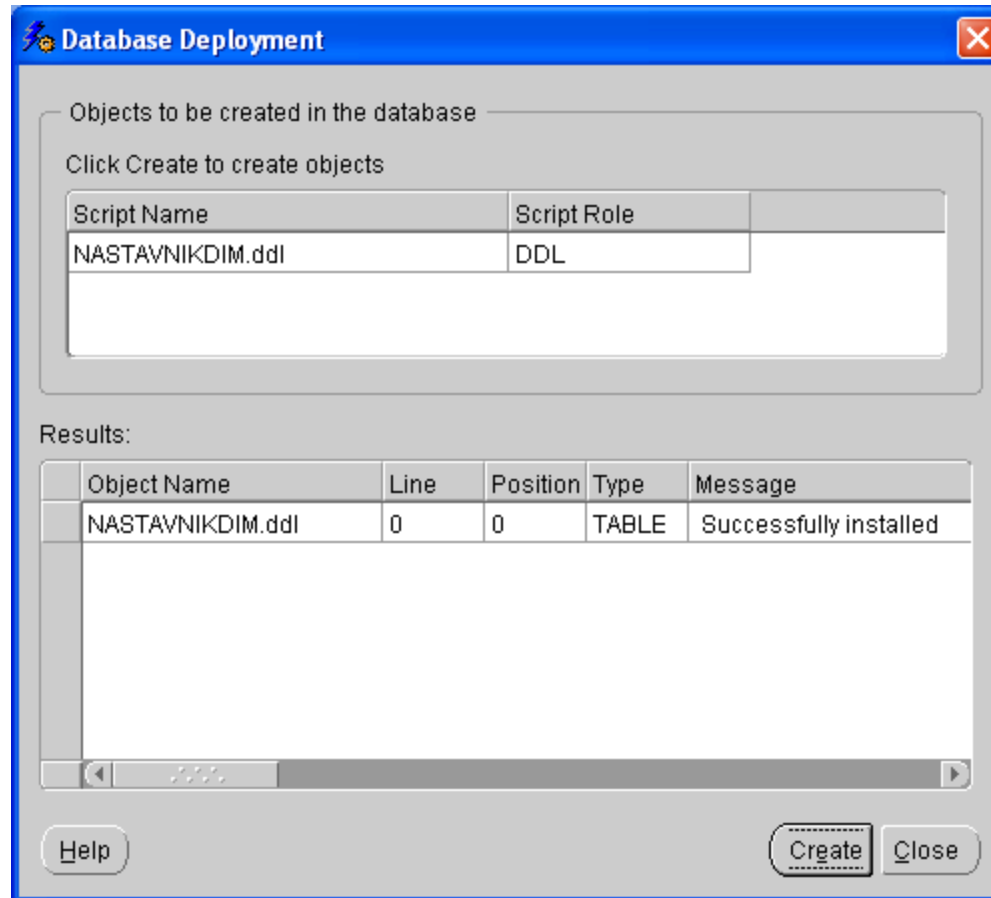 Database Deployment
Objects to be created in the database
Click Create to create objects
Script Name Script Role
NASTAVNIKDIM.ddl DDL
Results:
Object Name Line Position Type Message
NASTAVNIKDIM.ddl 0 0 TABLE Successfully installed
Help Create Close